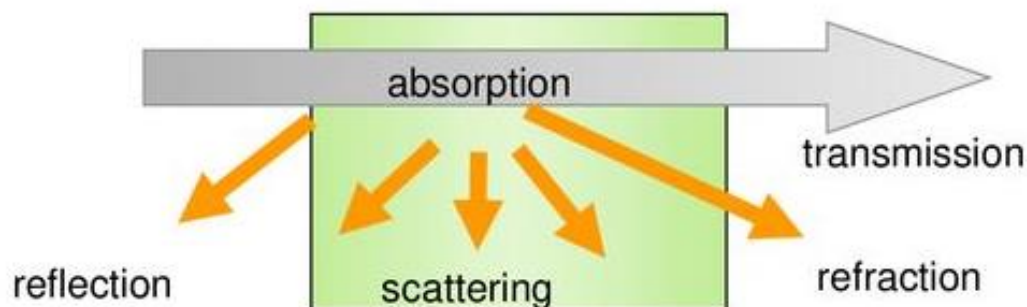 absorption
transmission
reflection
scattering
refraction